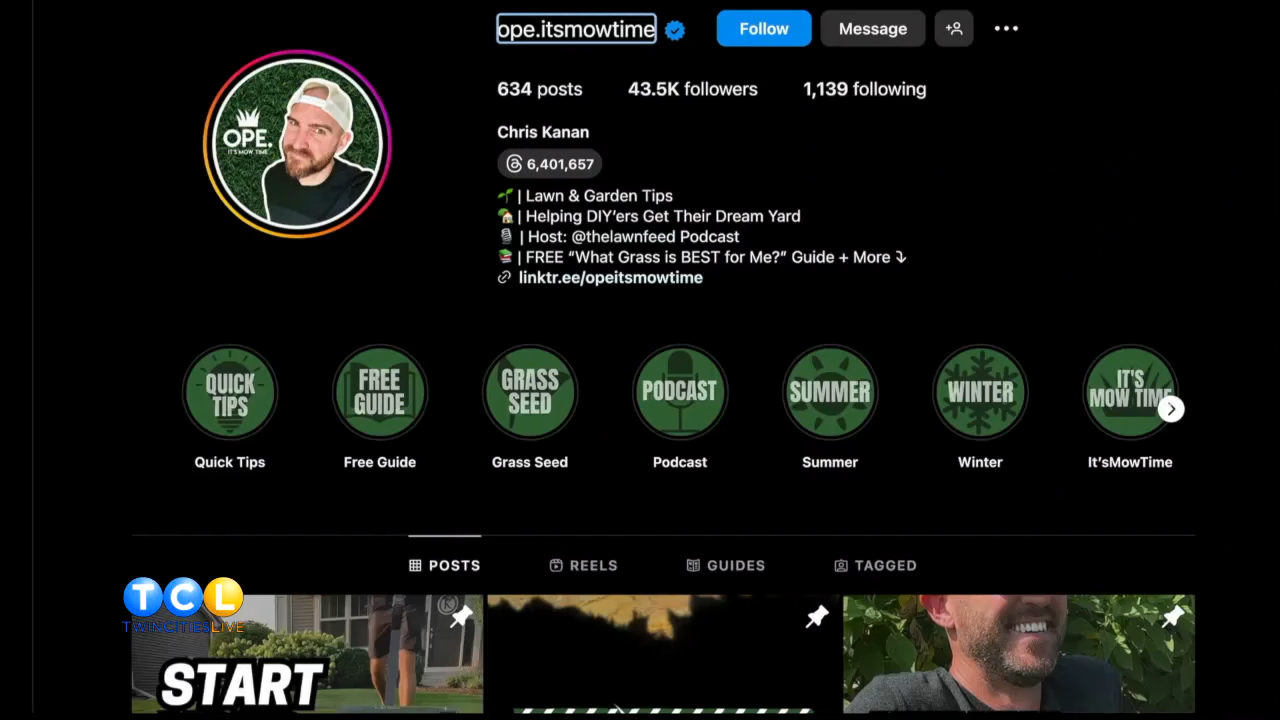 ope.itsmowtime
Follow
Message
634 posts
43.5K followers
1,139 following
Chris Kanan
6,401,657
🌱 | Lawn & Garden Tips
🏡 | Helping DIY'ers Get Their Dream Yard
🎙️ | Host: @thelawnfeed Podcast
📚 | FREE “What Grass is BEST for Me?” Guide + More ⤵
linktr.ee/opeitsmowtime
OPE.
IT'S MOW TIME
QUICK
TIPS
FREE
GUIDE
GRASS
SEED
PODCAST
SUMMER
WINTER
IT'S
MOW TIME
Quick Tips
Free Guide
Grass Seed
Podcast
Summer
Winter
It'sMowTime
POSTS
REELS
GUIDES
TAGGED
TCL
TWINCITIESLIVE
START